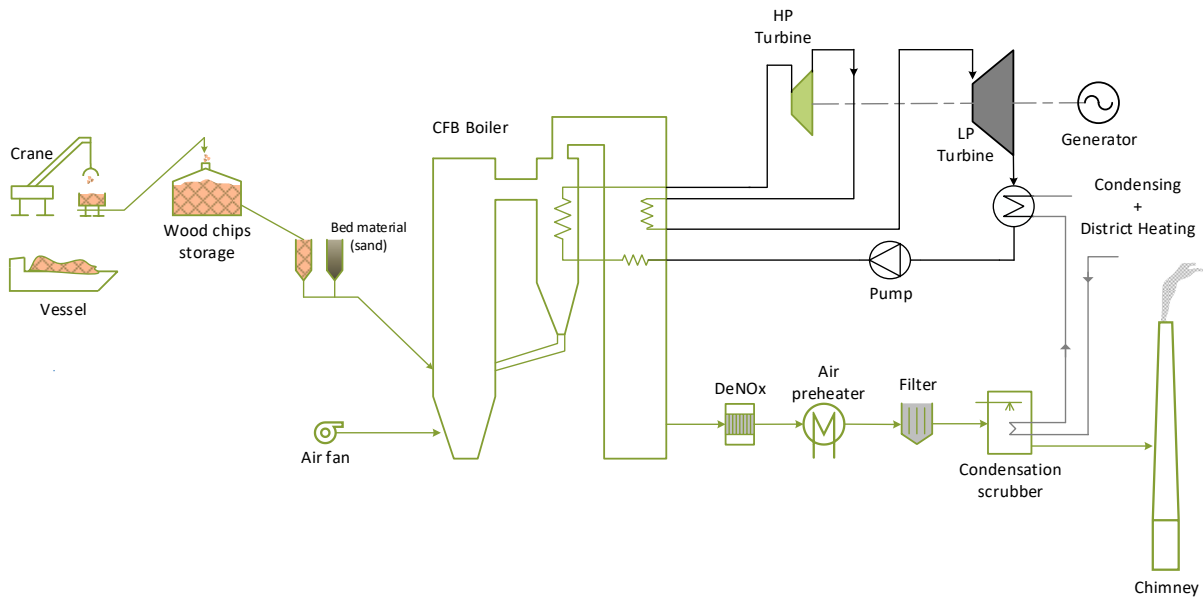 HP
Turbine
CFB Boiler
LP
Turbine
Generator
Crane
Condensing
+
District Heating
Wood chips
storage
Bed material
(sand)
Vessel
Pump
DeNOx
Air
preheater
Filter
Air fan
Condensation
scrubber
Chimney